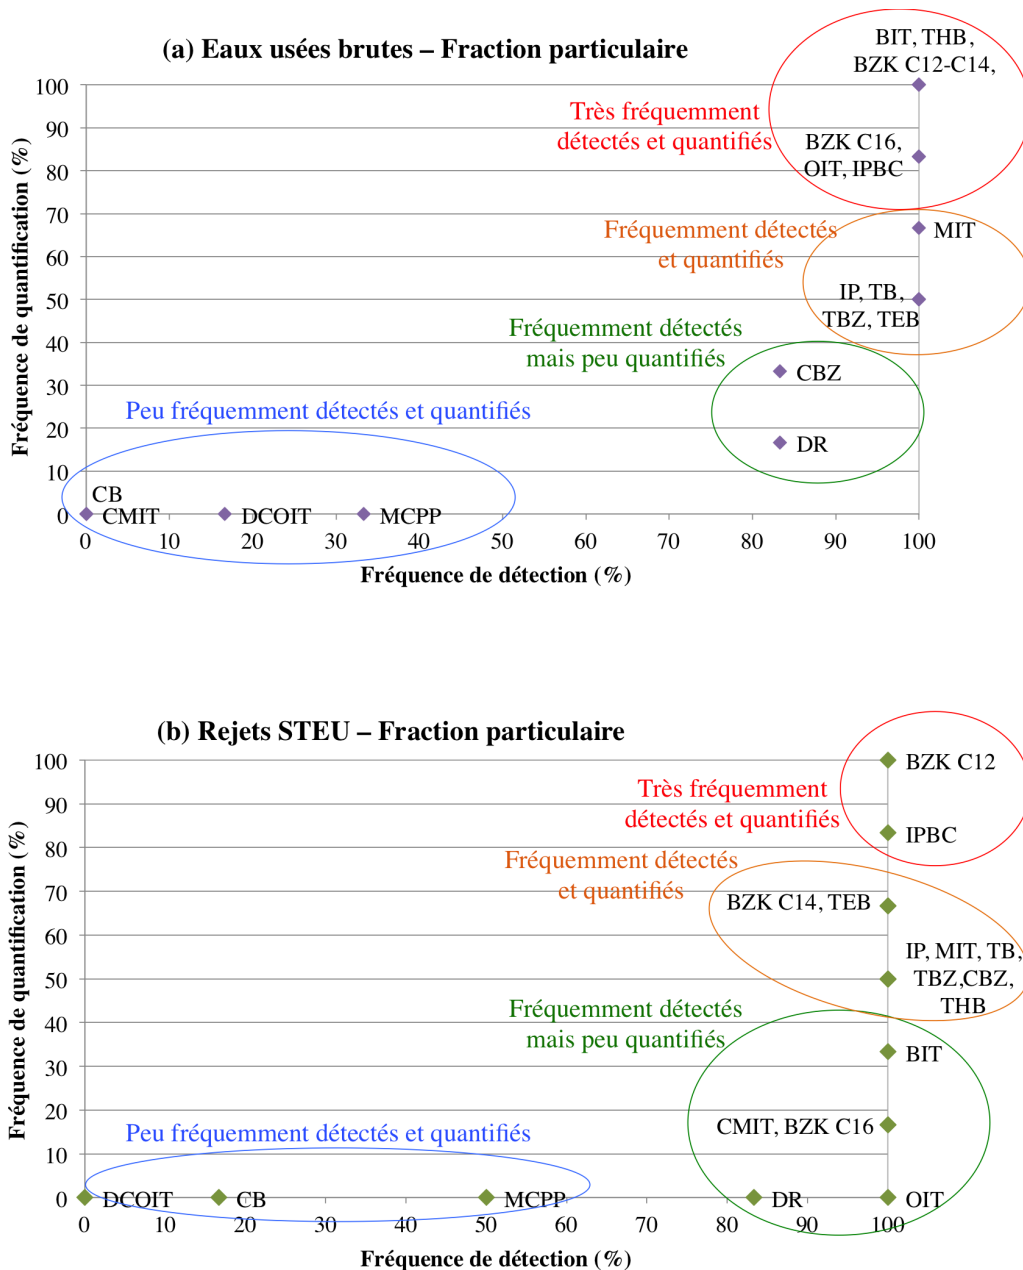 (a) Eaux usées brutes – Fraction particulaire
BIT, THB,
BZK C12-C14,
Très fréquemment
détectés et quantifiés
BZK C16,
OIT, IPBC
Fréquemment détectés
et quantifiés
MIT
IP, TB,
TBZ, TEB
Fréquemment détectés
mais peu quantifiés
CBZ
DR
Peu fréquemment détectés et quantifiés
CB
CMIT
DCOIT
MCPP
Fréquence de quantification (%)
100
90
80
70
60
50
40
30
20
10
0
0 10 20 30 40 50 60 70 80 90 100
Fréquence de détection (%)
(b) Rejets STEU – Fraction particulaire
BZK C12
Très fréquemment
détectés et quantifiés
IPBC
Fréquemment détectés
et quantifiés
BZK C14, TEB
IP, MIT, TB,
TBZ,CBZ,
THB
Fréquemment détectés
mais peu quantifiés
BIT
CMIT, BZK C16
Peu fréquemment détectés et quantifiés
DCOIT
CB
MCPP
DR
OIT
Fréquence de quantification (%)
100
90
80
70
60
50
40
30
20
10
0
0 10 20 30 40 50 60 70 80 90 100
Fréquence de détection (%)